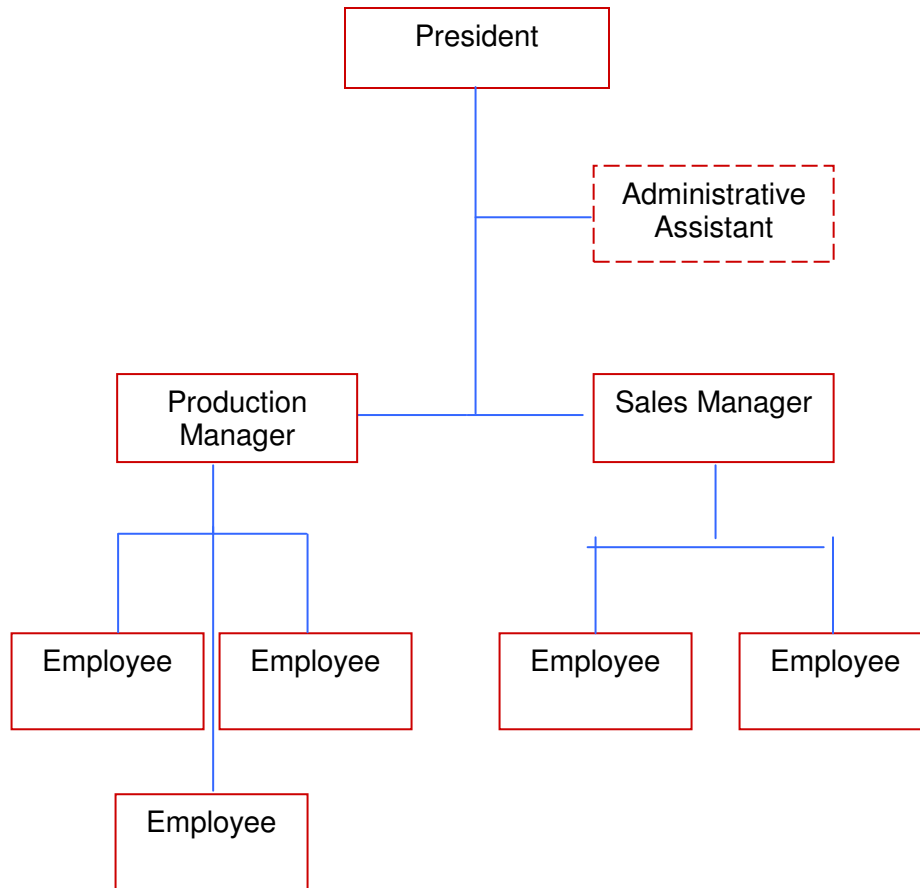 President
Administrative
Assistant
Production
Manager
Sales Manager
Employee
Employee
Employee
Employee
Employee